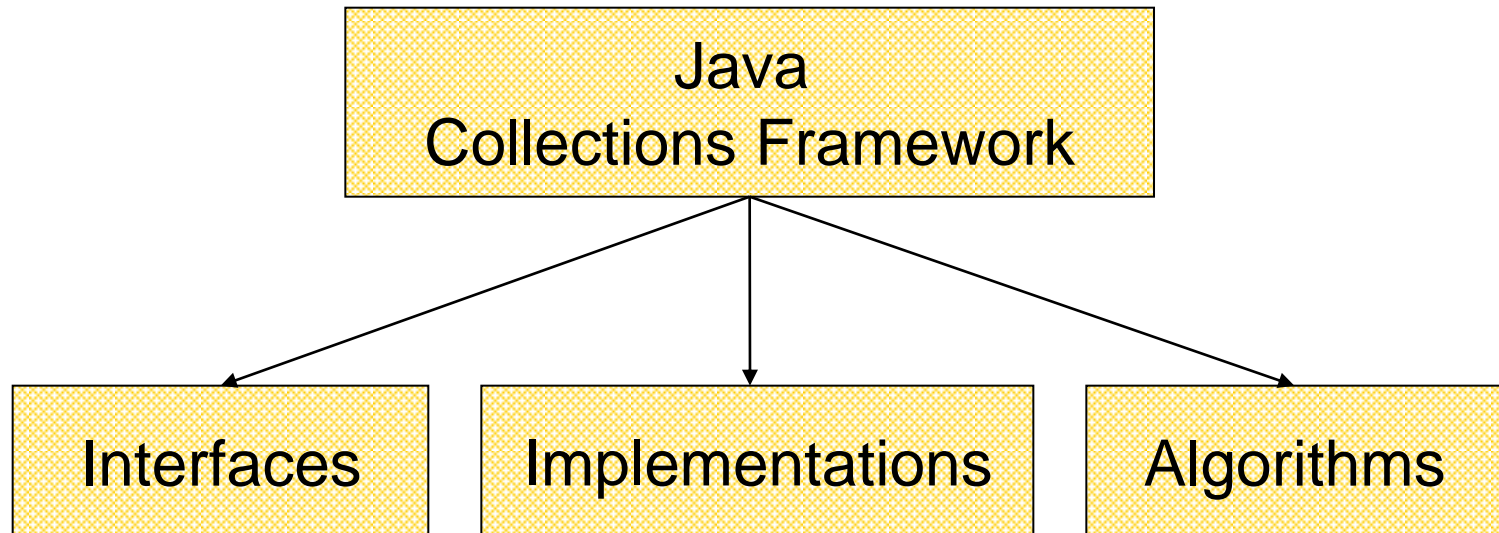 Java
Collections Framework
Interfaces
Implementations
Algorithms